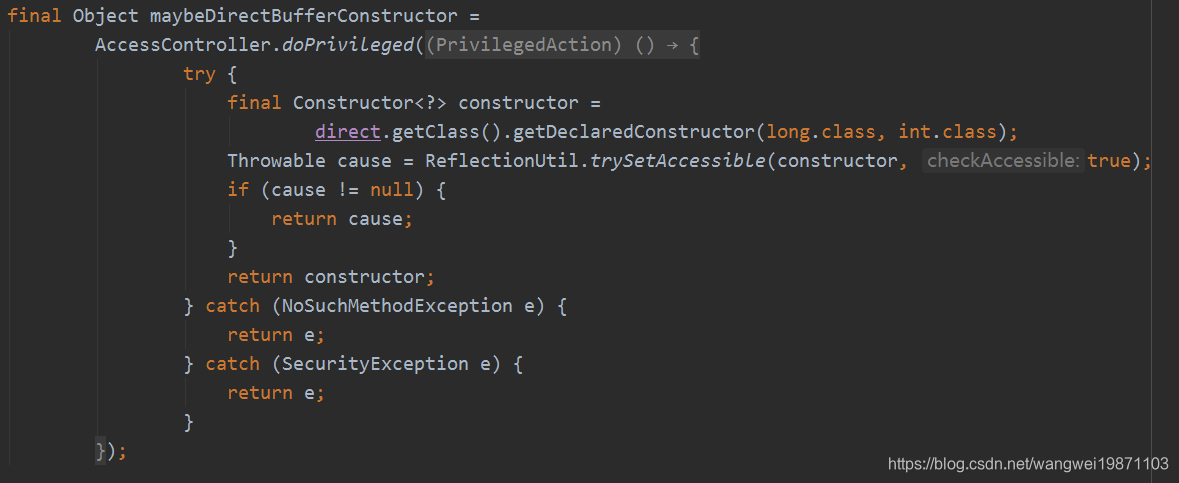 final Object maybeDirectBufferConstructor =
AccessController.doPrivileged((PrivilegedAction) () → {
try {
final Constructor<?> constructor =
direct.getClass().getDeclaredConstructor(long.class, int.class);
Throwable cause = ReflectionUtil.trySetAccessible(constructor, checkAccessible: true);
if (cause != null) {
return cause;
}
return constructor;
} catch (NoSuchMethodException e) {
return e;
} catch (SecurityException e) {
return e;
}
});
https://blog.csdn.net/wangwei19871103